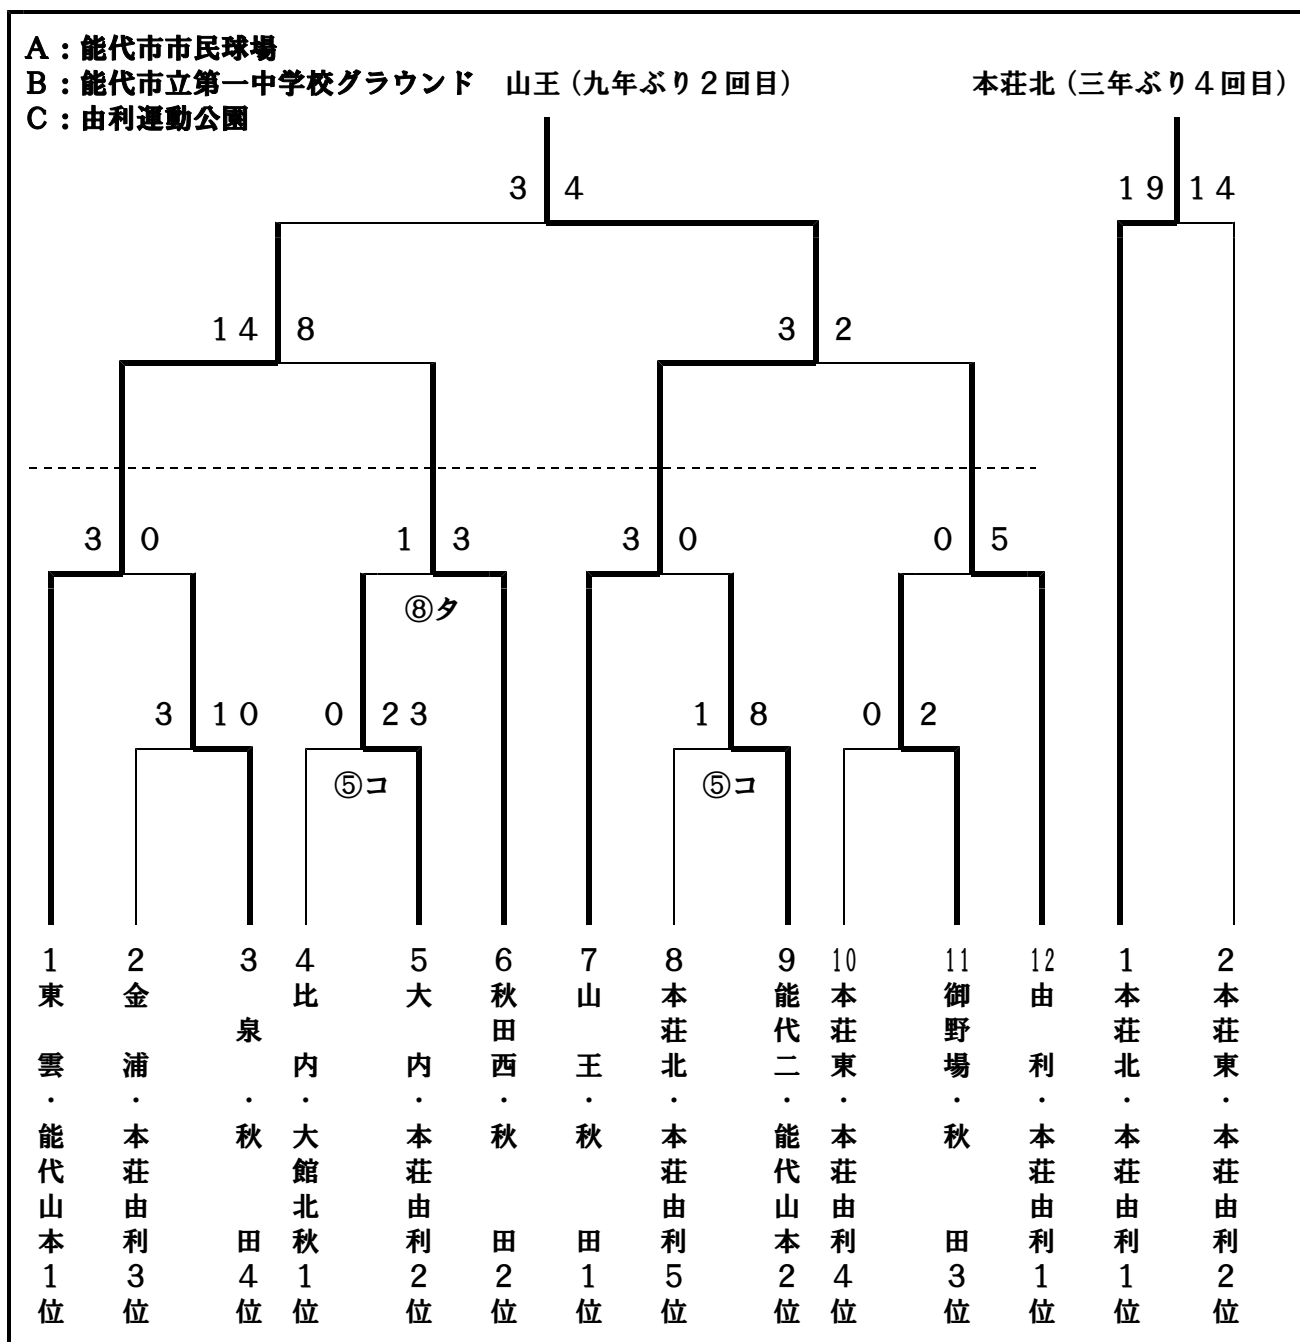 A：能代市市民球場
B：能代市立第一中学校グラウンド　山王（九年ぶり２回目）　本荘北（三年ぶり４回目）
C：由利運動公園
3 4 19 14
14 8 3 2
3 0 1 3 3 0 0 5
⑧タ
3 10 0 23 1 8 0 2
⑤コ ⑤コ
1 東雲・能代山本1位
2 金浦・本荘由利3位
3 泉・秋田4位
4 比内・大館北秋1位
5 大内・本荘由利2位
6 秋田西・秋田2位
7 山王・秋田1位
8 本荘北・本荘由利5位
9 能代二・能代山本2位
10 本荘東・本荘由利4位
11 御野場・秋田3位
12 由利・本荘由利1位
1 本荘北・本荘由利1位
2 本荘東・本荘由利2位